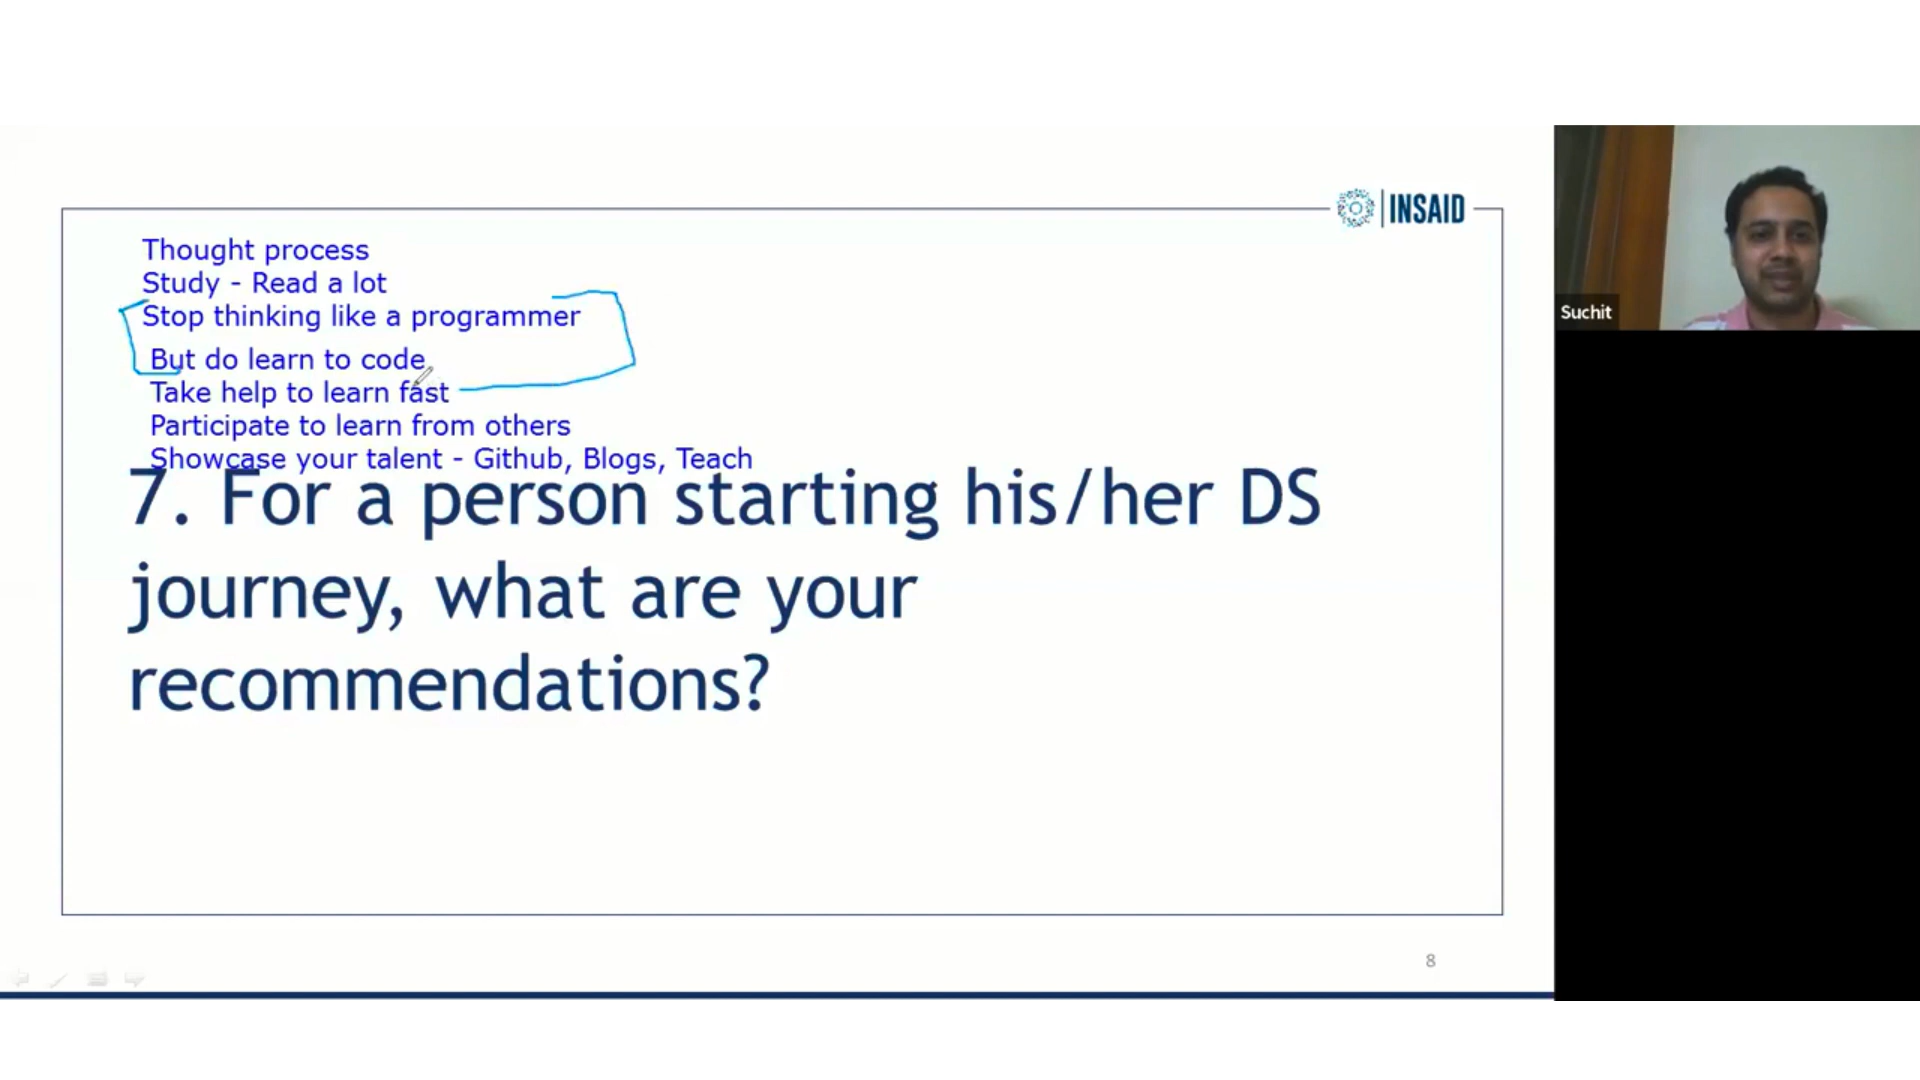 INSAID
Thought process
Study - Read a lot
Stop thinking like a programmer
But do learn to code
Take help to learn fast
Participate to learn from others
Showcase your talent - Github, Blogs, Teach
7. For a person starting his/her DS
journey, what are your
recommendations?
8
Suchit